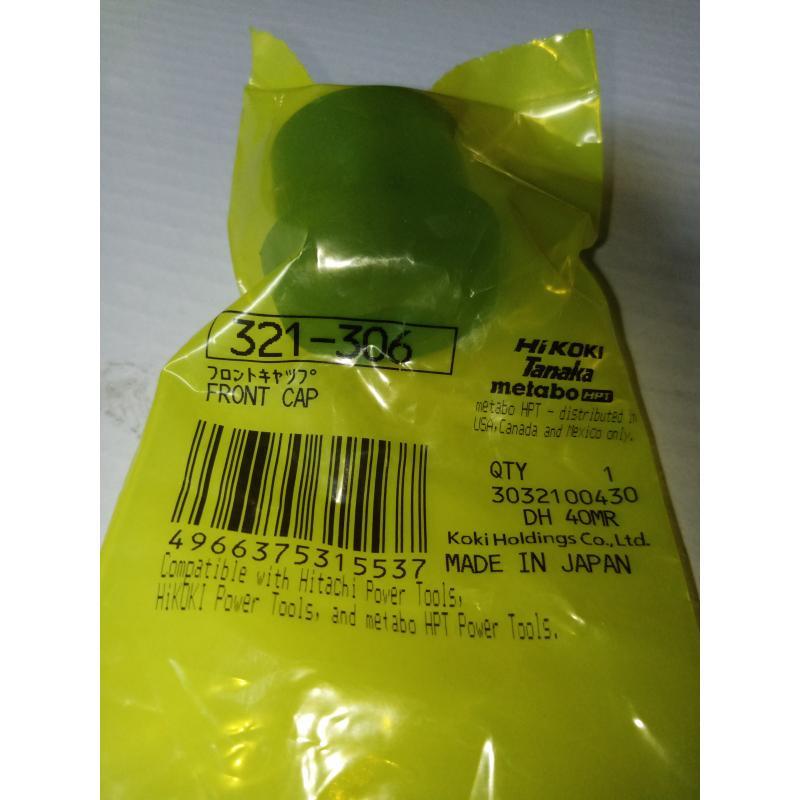 321-306
フロントキャップ
FRONT CAP
HiKOKI
Tanaka
metabo HPT
metabo HPT - distributed in
USA,Canada and Mexico only.
QTY 1
3032100430
DH 40MR
Koki Holdings Co.,Ltd.
MADE IN JAPAN
4966375315537
Compatible with Hitachi Power Tools,
HiKOKI Power Tools, and metabo HPT Power Tools.